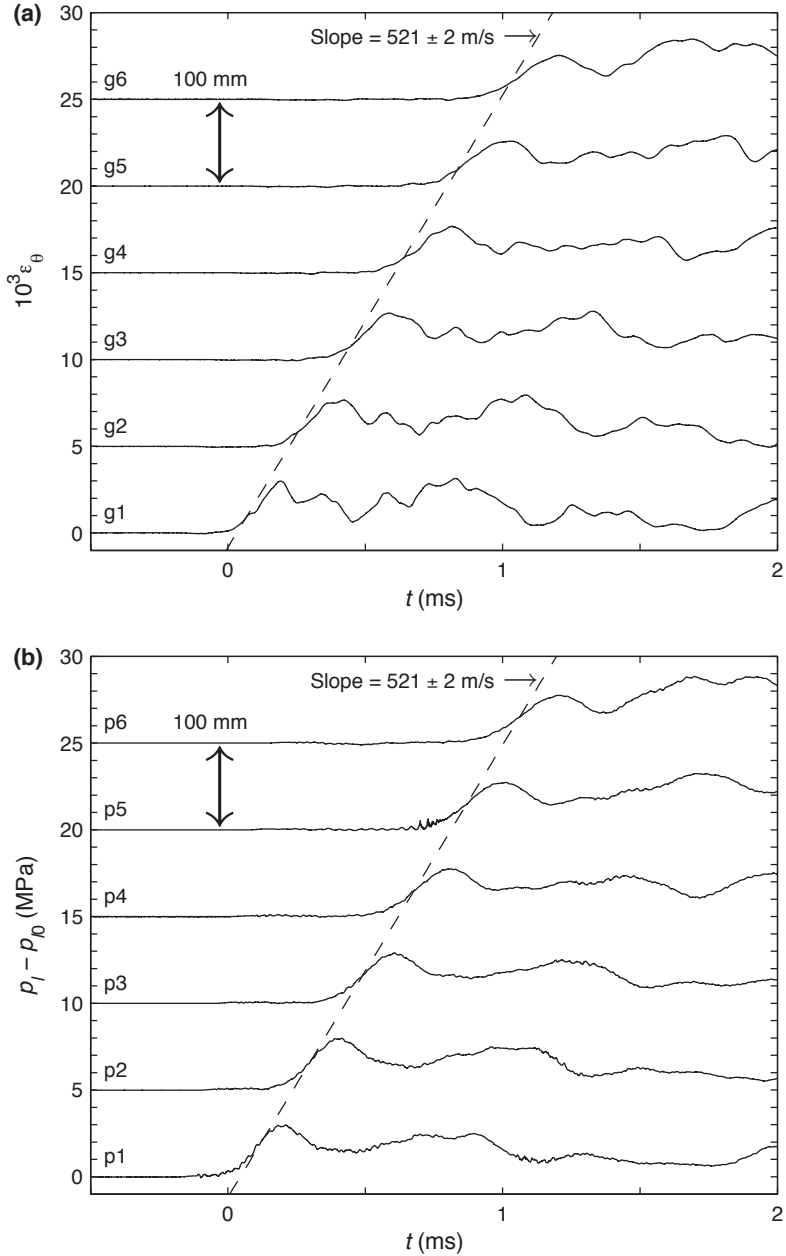 (a)
30
Slope = 521 ± 2 m/s
g6
100 mm
25
g5
20
g4
15
10³ε_θ
g3
10
g2
5
g1
0
0
1
2
t (ms)
(b)
30
Slope = 521 ± 2 m/s
p6
100 mm
25
p5
20
p4
15
p_l − p_l0 (MPa)
p3
10
p2
5
p1
0
0
1
2
t (ms)